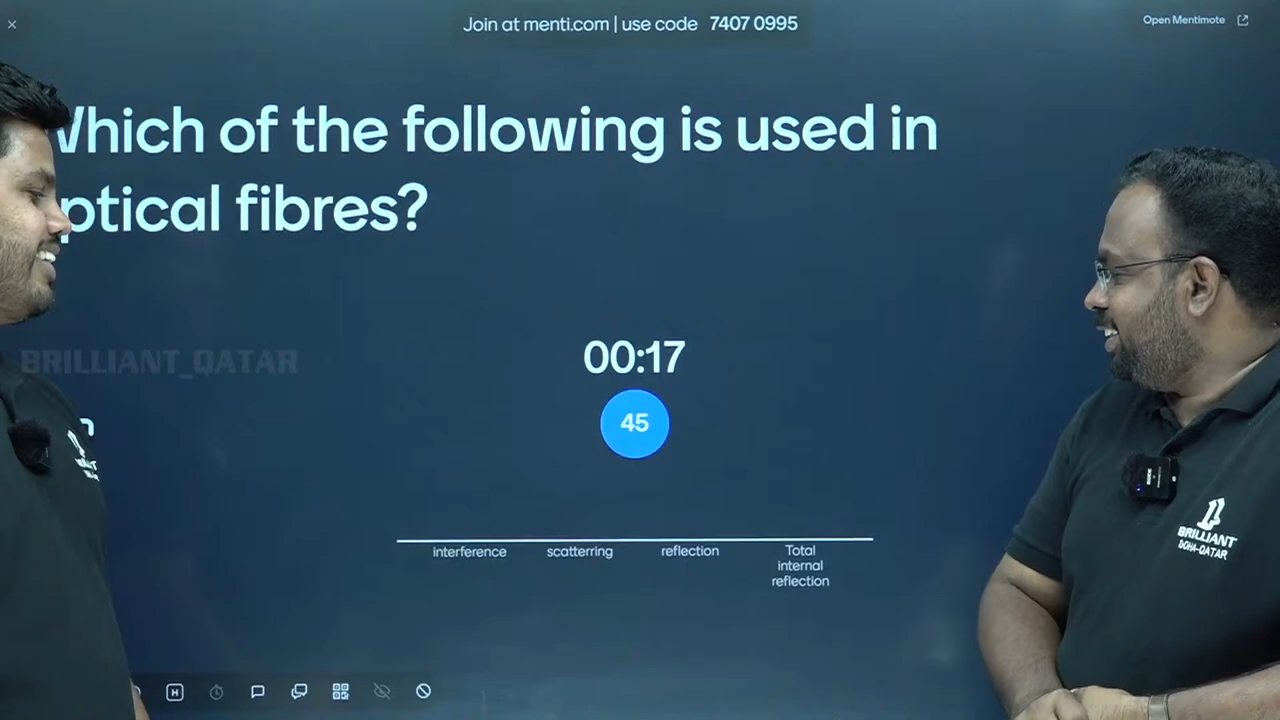 Join at menti.com | use code 7407 0995
Open Mentimote
Which of the following is used in
ptical fibres?
00:17
BRILLIANT_QATAR
45
interference
scatterring
reflection
Total
internal
reflection
BRILLIANT
DOHA-QATAR